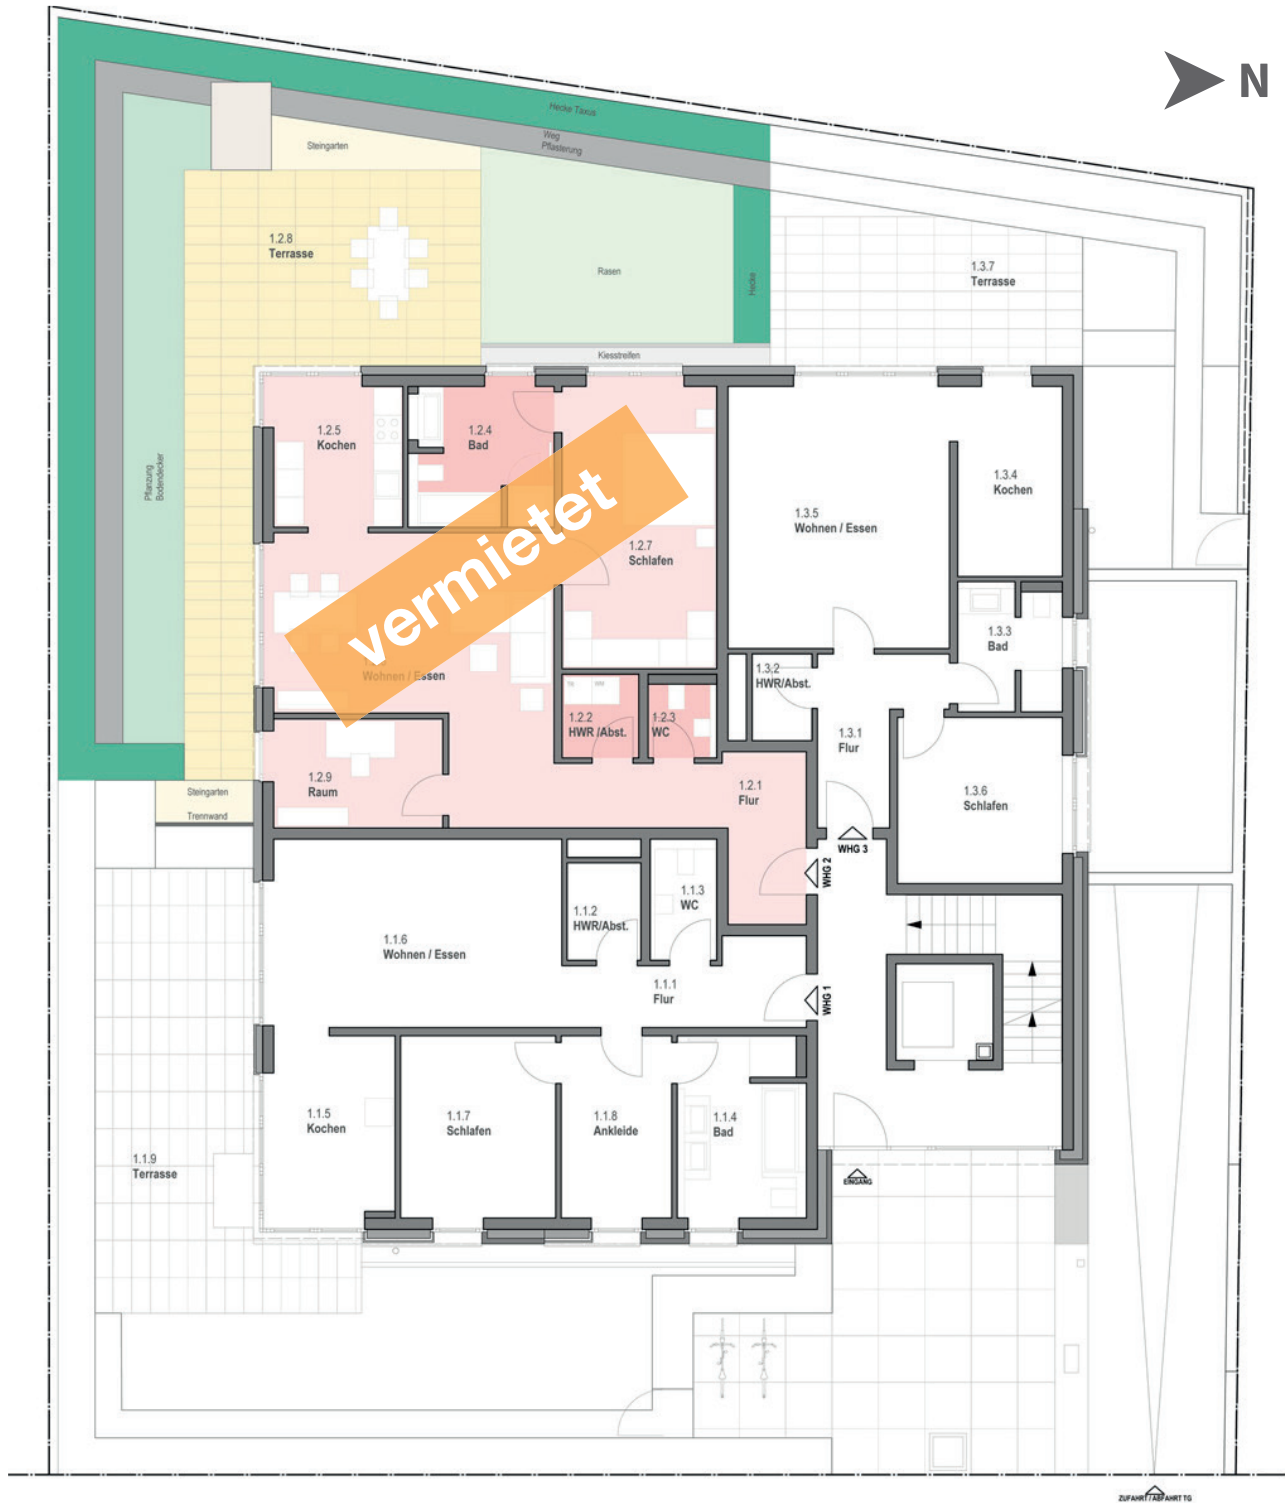 N
Hecke Taxus
Weg
Pflasterung
Steingarten
1.2.8
Terrasse
Rasen
Hecke
1.3.7
Terrasse
Kiesstreifen
Pflanzung
Bodendecker
1.2.5
Kochen
1.2.4
Bad
1.3.4
Kochen
1.3.5
Wohnen / Essen
1.2.7
Schlafen
vermietet
Wohnen / Essen
1.3.3
Bad
1.3.2
HWR/Abst.
1.2.2
HWR /Abst.
1.2.3
WC
1.3.1
Flur
1.2.9
Raum
1.2.1
Flur
1.3.6
Schlafen
Steingarten
Trennwand
WHG 3
WHG 2
1.1.3
WC
1.1.2
HWR/Abst.
1.1.6
Wohnen / Essen
1.1.1
Flur
WHG 1
1.1.5
Kochen
1.1.7
Schlafen
1.1.8
Ankleide
1.1.4
Bad
1.1.9
Terrasse
EINGANG
ZUFAHRT / ABFAHRT TG